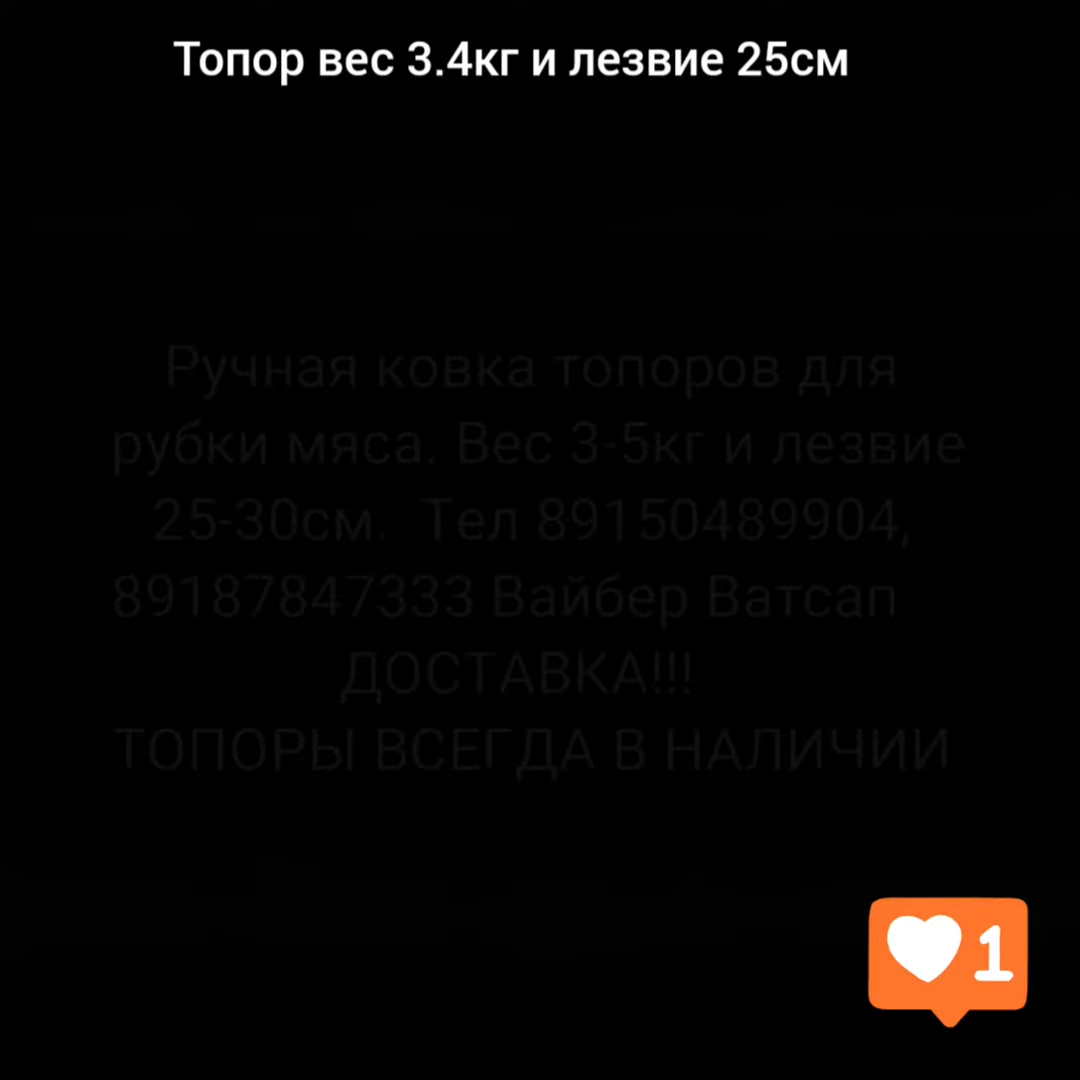 Топор вес 3.4кг и лезвие 25см
Ручная ковка топоров для
рубки мяса. Вес 3-5кг и лезвие
25-30см. Тел 89150489904,
89187847333 Вайбер Ватсап
ДОСТАВКА!!!
ТОПОРЫ ВСЕГДА В НАЛИЧИИ
1